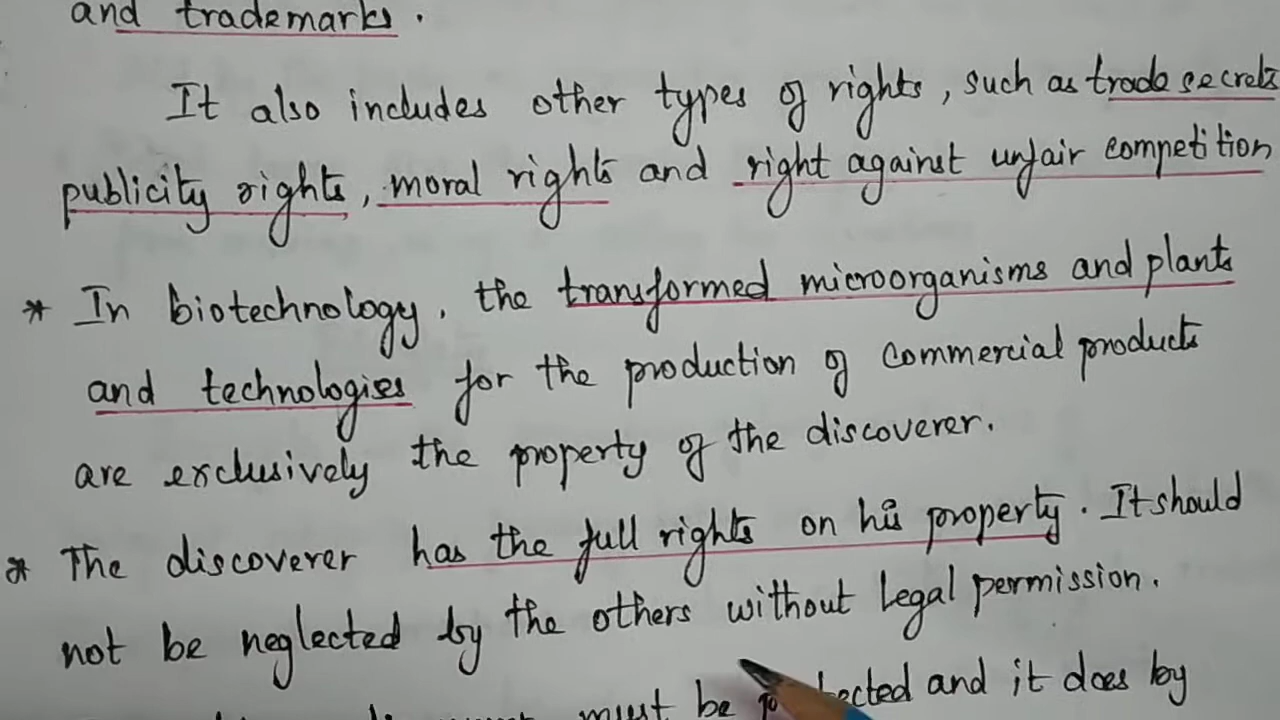 and trademarks.
It also includes other types of rights, such as trade secrets
publicity rights, moral rights and right against unfair competition
* In biotechnology, the transformed microorganisms and plants
and technologies for the production of commercial products
are exclusively the property of the discoverer.
* The discoverer has the full rights on his property. It should
not be neglected by the others without legal permission.
must be and it does by